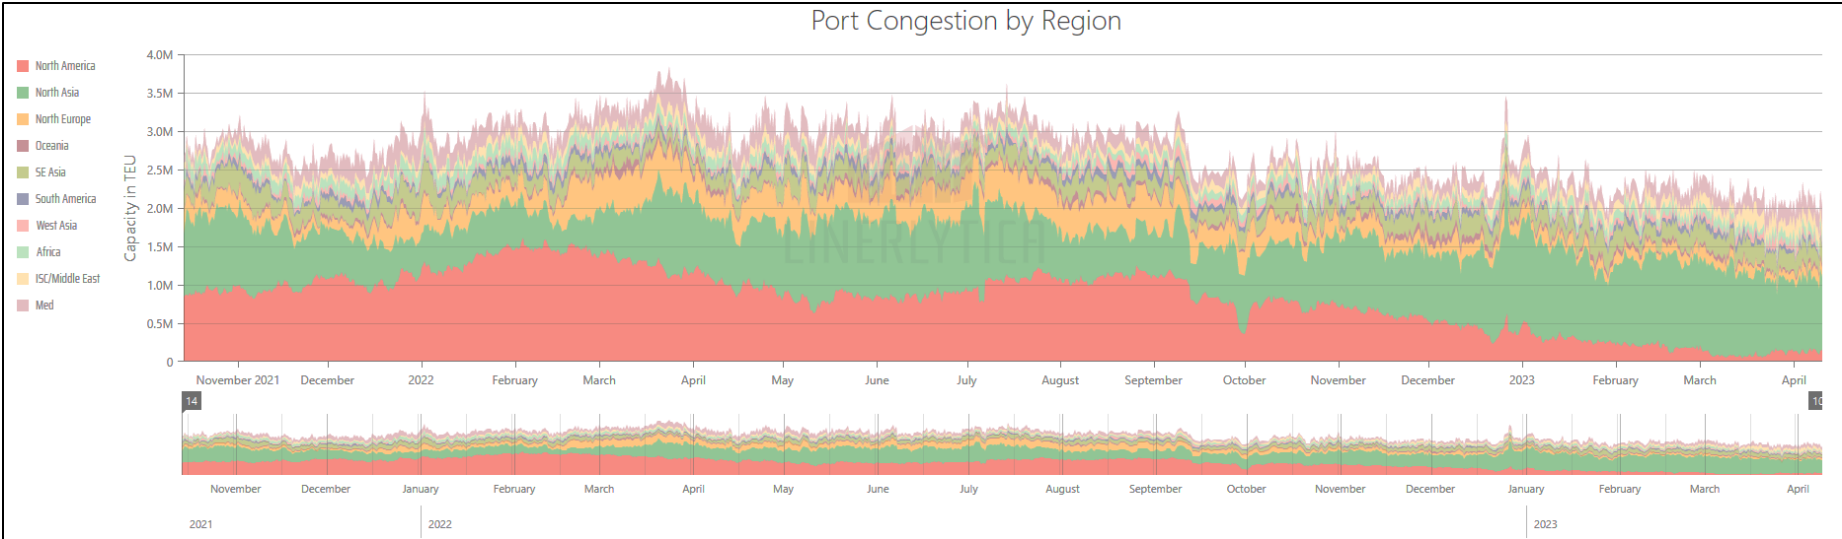 Port Congestion by Region
North America
North Asia
North Europe
Oceania
SE Asia
South America
West Asia
Africa
ISC/Middle East
Med
Capacity in TEU
4.0M
3.5M
3.0M
2.5M
2.0M
1.5M
1.0M
0.5M
0
LINERLYTICA
November 2021 December 2022 February March April May June July August September October November December 2023 February March April
14 10
November December January February March April May June July August September October November December January February March April
2021 2022 2023